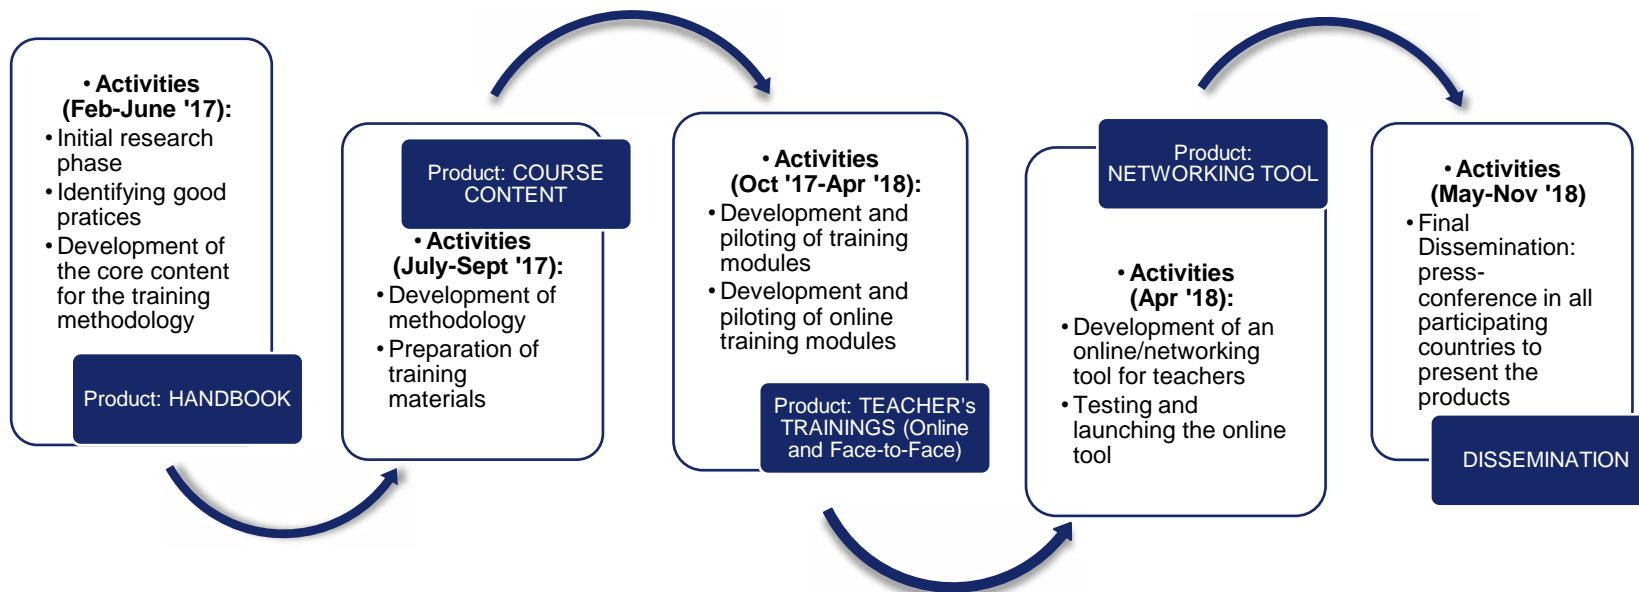 • Activities
(Feb-June '17):
• Initial research
phase
• Identifying good
pratices
• Development of
the core content
for the training
methodology
Product: HANDBOOK
Product: COURSE
CONTENT
• Activities
(July-Sept '17):
• Development of
methodology
• Preparation of
training
materials
• Activities
(Oct '17-Apr '18):
• Development and
piloting of training
modules
• Development and
piloting of online
training modules
Product: TEACHER's
TRAININGS (Online
and Face-to-Face)
Product:
NETWORKING TOOL
• Activities
(Apr '18):
• Development of an
online/networking
tool for teachers
• Testing and
launching the online
tool
• Activities
(May-Nov '18)
• Final
Dissemination:
press-
conference in all
participating
countries to
present the
products
DISSEMINATION